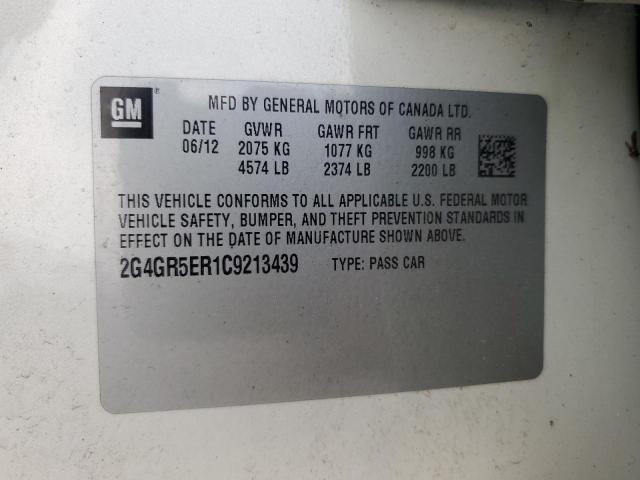 GM
MFD BY GENERAL MOTORS OF CANADA LTD.
DATE GVWR GAWR FRT GAWR RR
06/12 2075 KG 1077 KG 998 KG
4574 LB 2374 LB 2200 LB
THIS VEHICLE CONFORMS TO ALL APPLICABLE U.S. FEDERAL MOTOR
VEHICLE SAFETY, BUMPER, AND THEFT PREVENTION STANDARDS IN
EFFECT ON THE DATE OF MANUFACTURE SHOWN ABOVE.
2G4GR5ER1C9213439 TYPE: PASS CAR